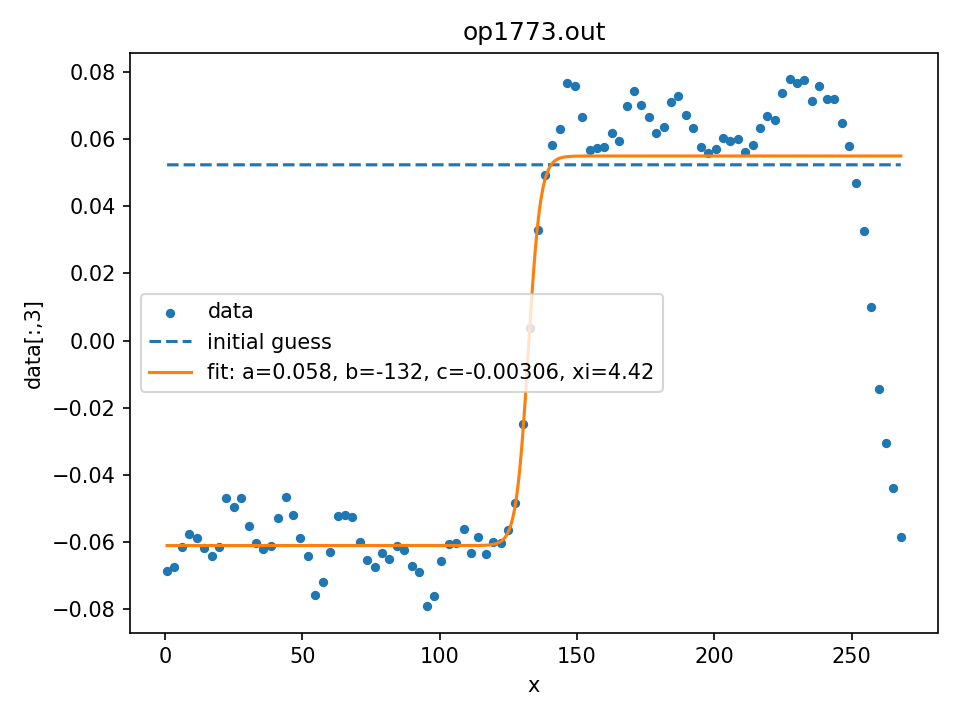 op1773.out
data[:,3]
0.08
0.06
0.04
0.02
0.00
−0.02
−0.04
−0.06
−0.08
data
initial guess
fit: a=0.058, b=-132, c=-0.00306, xi=4.42
0 50 100 150 200 250
x